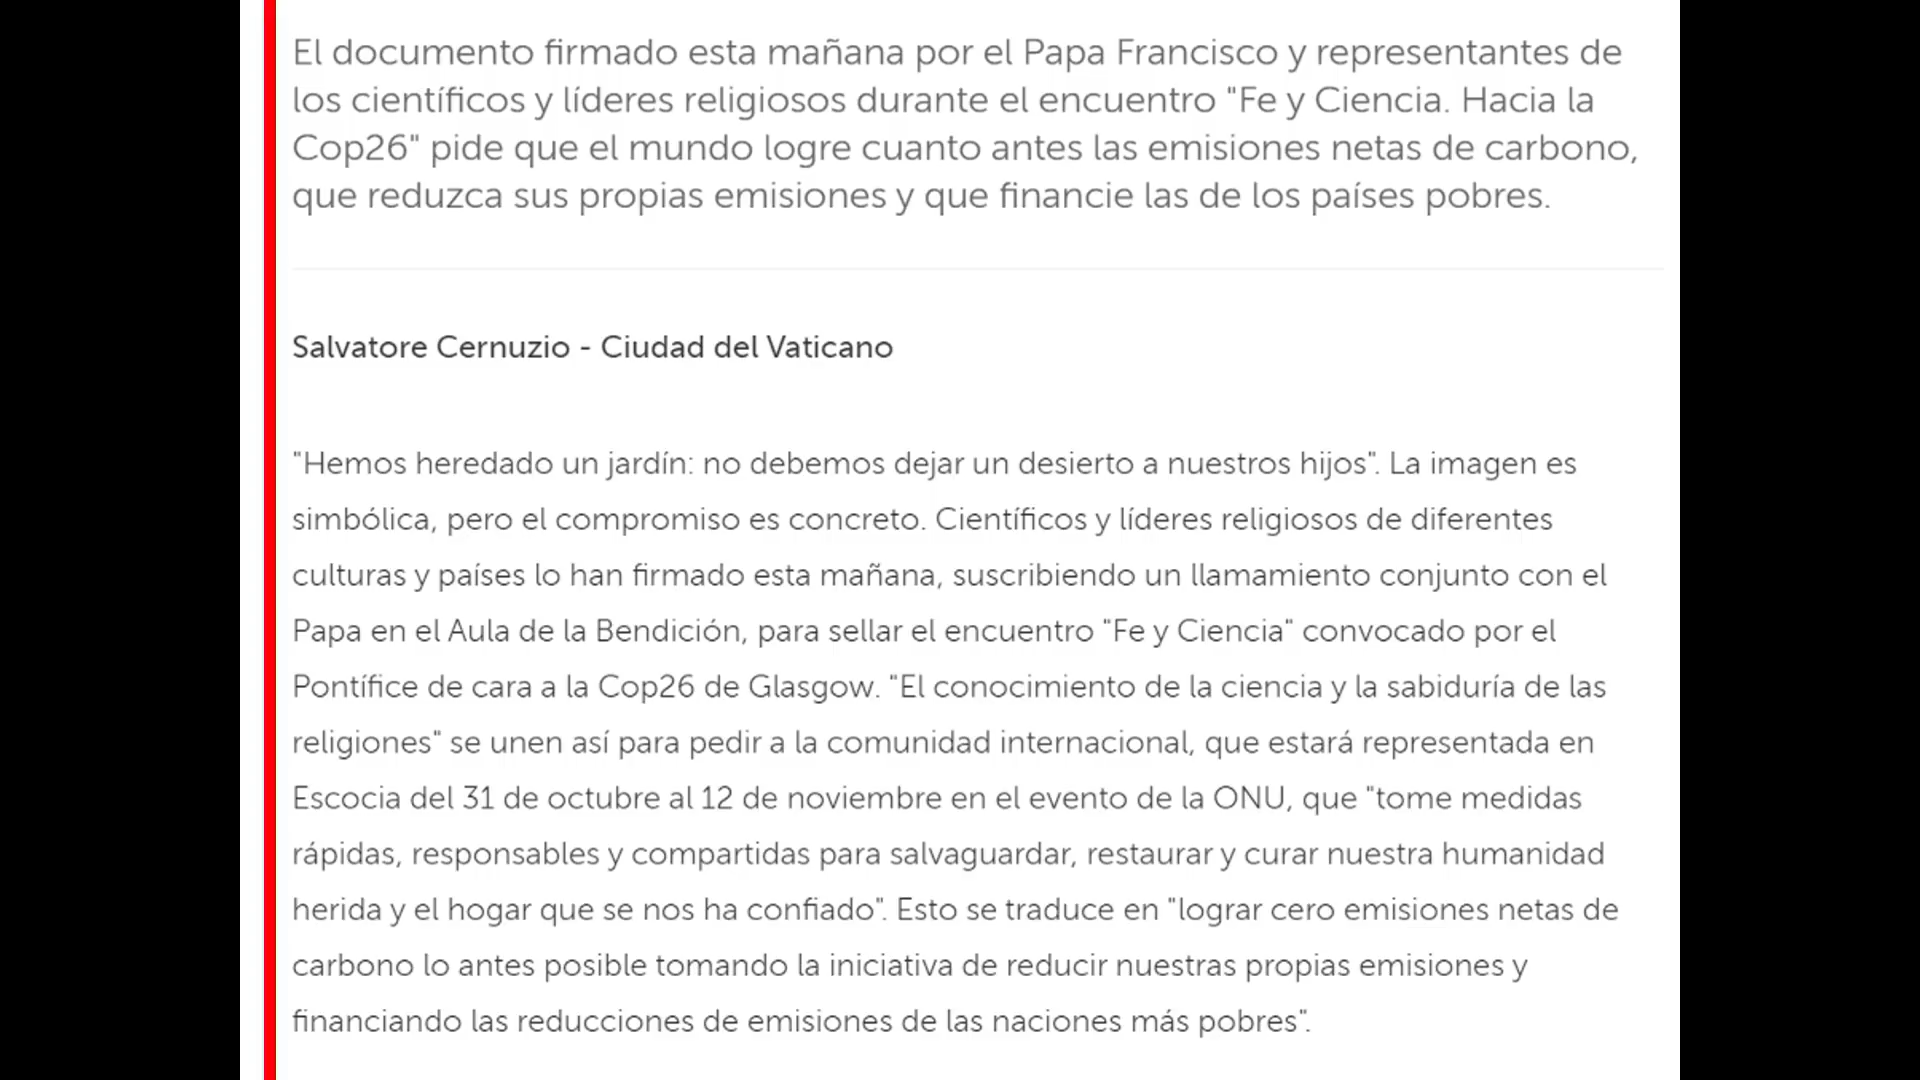 El documento firmado esta mañana por el Papa Francisco y representantes de
los científicos y líderes religiosos durante el encuentro "Fe y Ciencia. Hacia la
Cop26" pide que el mundo logre cuanto antes las emisiones netas de carbono,
que reduzca sus propias emisiones y que financie las de los países pobres.
Salvatore Cernuzio - Ciudad del Vaticano
"Hemos heredado un jardín: no debemos dejar un desierto a nuestros hijos". La imagen es
simbólica, pero el compromiso es concreto. Científicos y líderes religiosos de diferentes
culturas y países lo han firmado esta mañana, suscribiendo un llamamiento conjunto con el
Papa en el Aula de la Bendición, para sellar el encuentro "Fe y Ciencia" convocado por el
Pontífice de cara a la Cop26 de Glasgow. "El conocimiento de la ciencia y la sabiduría de las
religiones" se unen así para pedir a la comunidad internacional, que estará representada en
Escocia del 31 de octubre al 12 de noviembre en el evento de la ONU, que "tome medidas
rápidas, responsables y compartidas para salvaguardar, restaurar y curar nuestra humanidad
herida y el hogar que se nos ha confiado". Esto se traduce en "lograr cero emisiones netas de
carbono lo antes posible tomando la iniciativa de reducir nuestras propias emisiones y
financiando las reducciones de emisiones de las naciones más pobres".